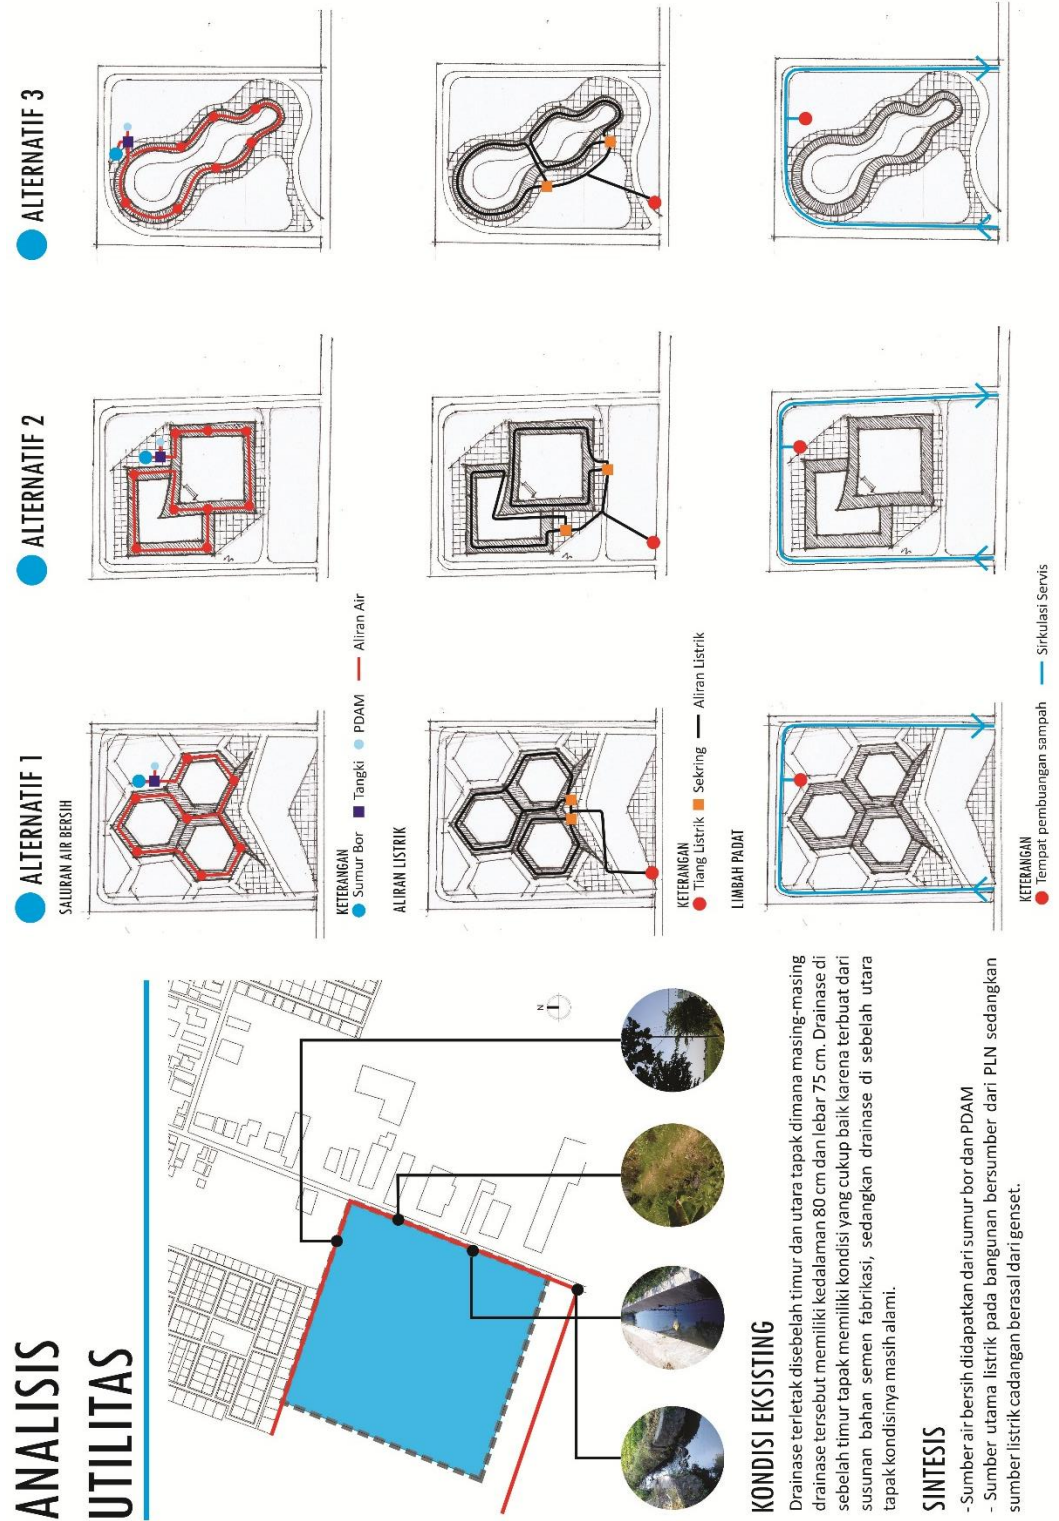 ANALISIS
UTILITAS
N
KONDISI EKSISTING
Drainase terletak disebelah timur dan utara tapak dimana masing-masing
drainase tersebut memiliki kedalaman 80 cm dan lebar 75 cm. Drainase di
sebelah timur tapak memiliki kondisi yang cukup baik karena terbuat dari
susunan bahan semen fabrikasi, sedangkan drainase di sebelah utara
tapak kondisinya masih alami.
SINTESIS
- Sumber air bersih didapatkan dari sumur bor dan PDAM
- Sumber utama listrik pada bangunan bersumber dari PLN sedangkan
sumber listrik cadangan berasal dari genset.
ALTERNATIF 1
ALTERNATIF 2
ALTERNATIF 3
SALURAN AIR BERSIH
KETERANGAN
Sumur Bor Tangki PDAM Aliran Air
ALIRAN LISTRIK
KETERANGAN
Tiang Listrik Sekring Aliran Listrik
LIMBAH PADAT
KETERANGAN
Tempat pembuangan sampah Sirkulasi Servis